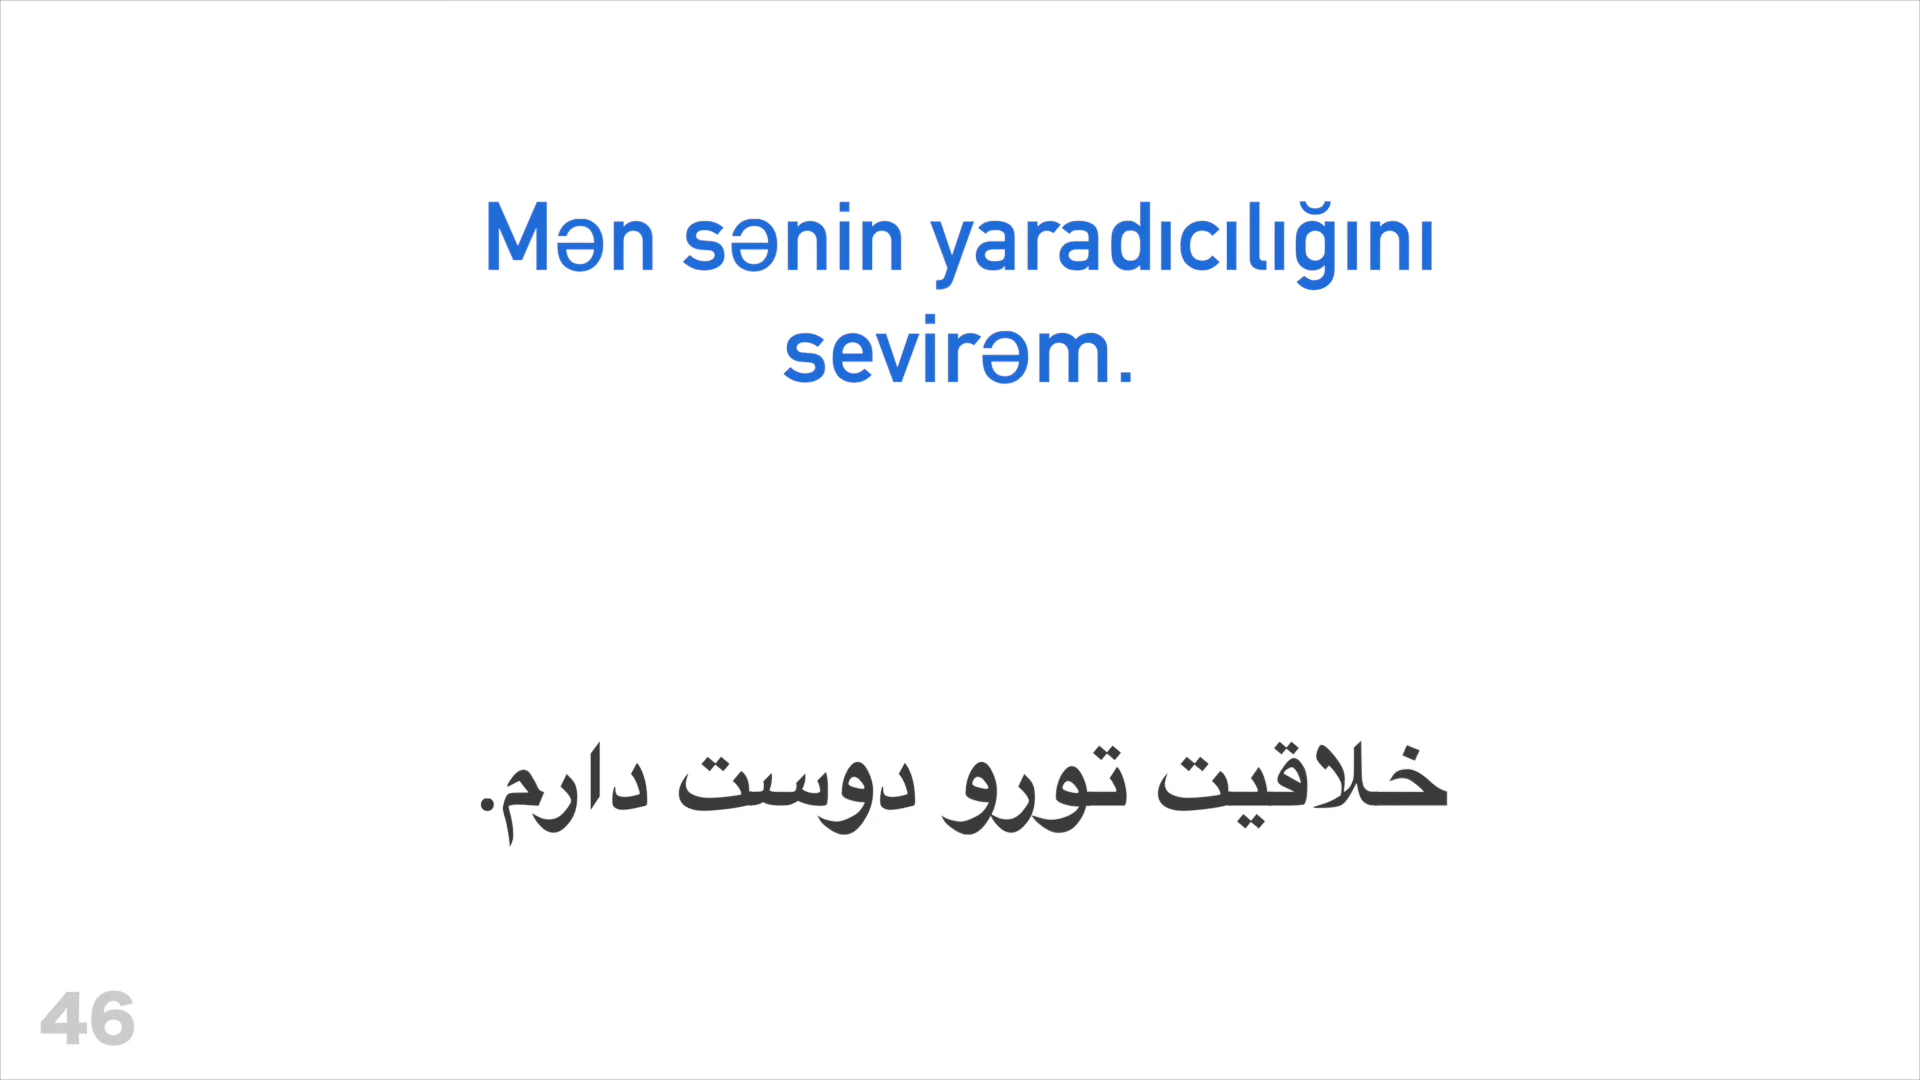 Mən sənin yaradıcılığını
sevirəm.
خلاقیت تورو دوست دارم.
46